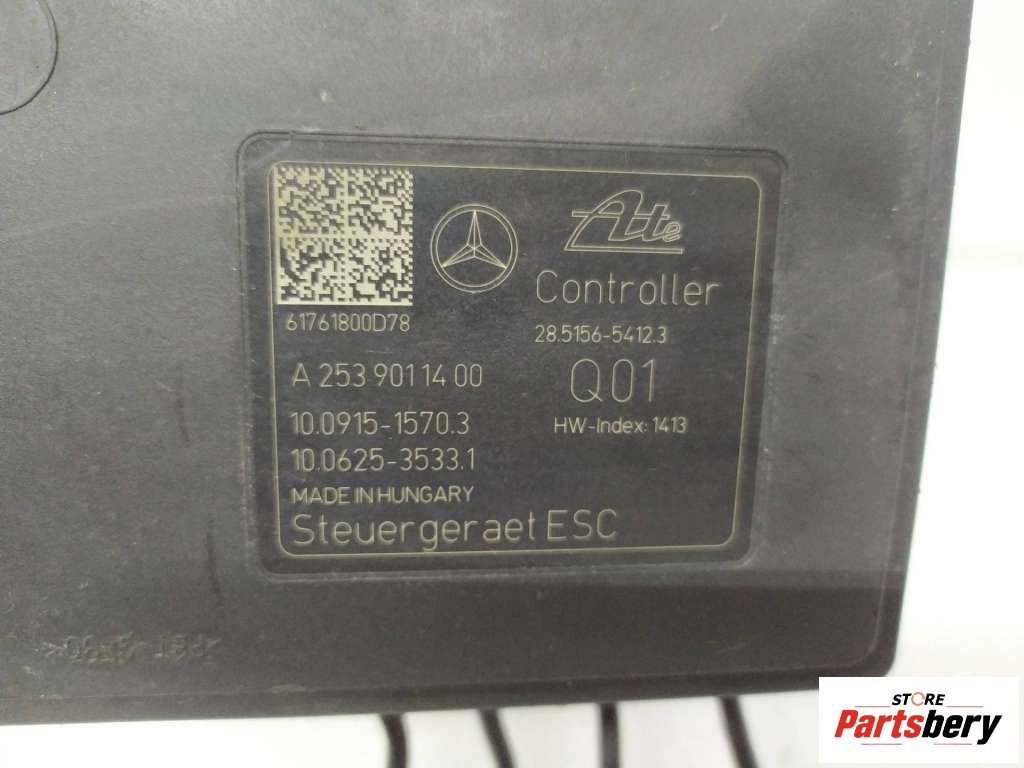 Ate
Controller
61761800D78
28.5156-5412.3
A 253 901 14 00
Q01
10.0915-1570.3
HW-Index: 1413
10.0625-3533.1
MADE IN HUNGARY
Steuergeraet ESC
STORE
Partsbery